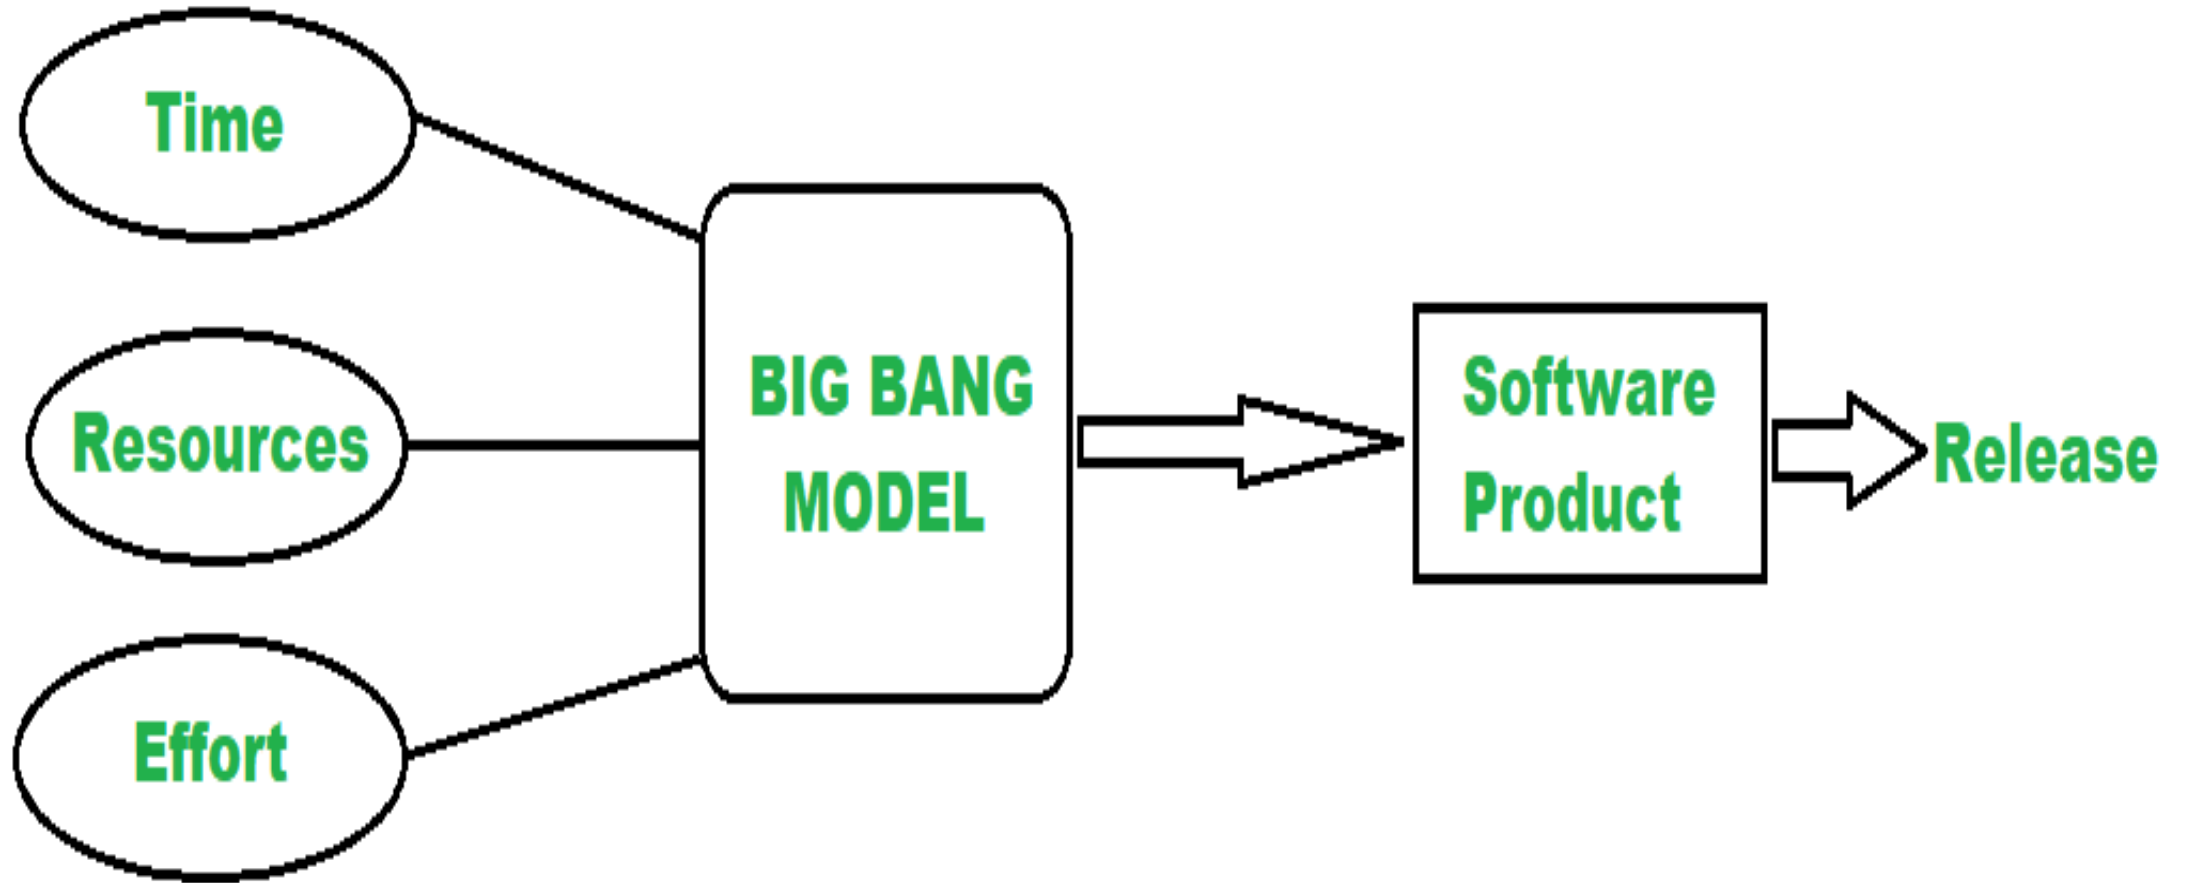 Time
Resources
Effort
BIG BANG
MODEL
Software
Product
Release